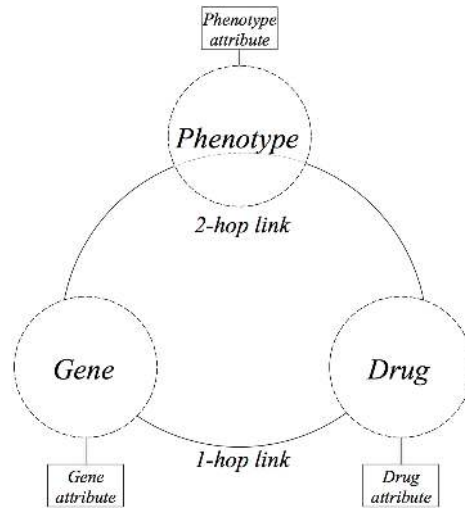 Phenotype
attribute
Phenotype
2-hop link
Gene
Drug
1-hop link
Gene
attribute
Drug
attribute